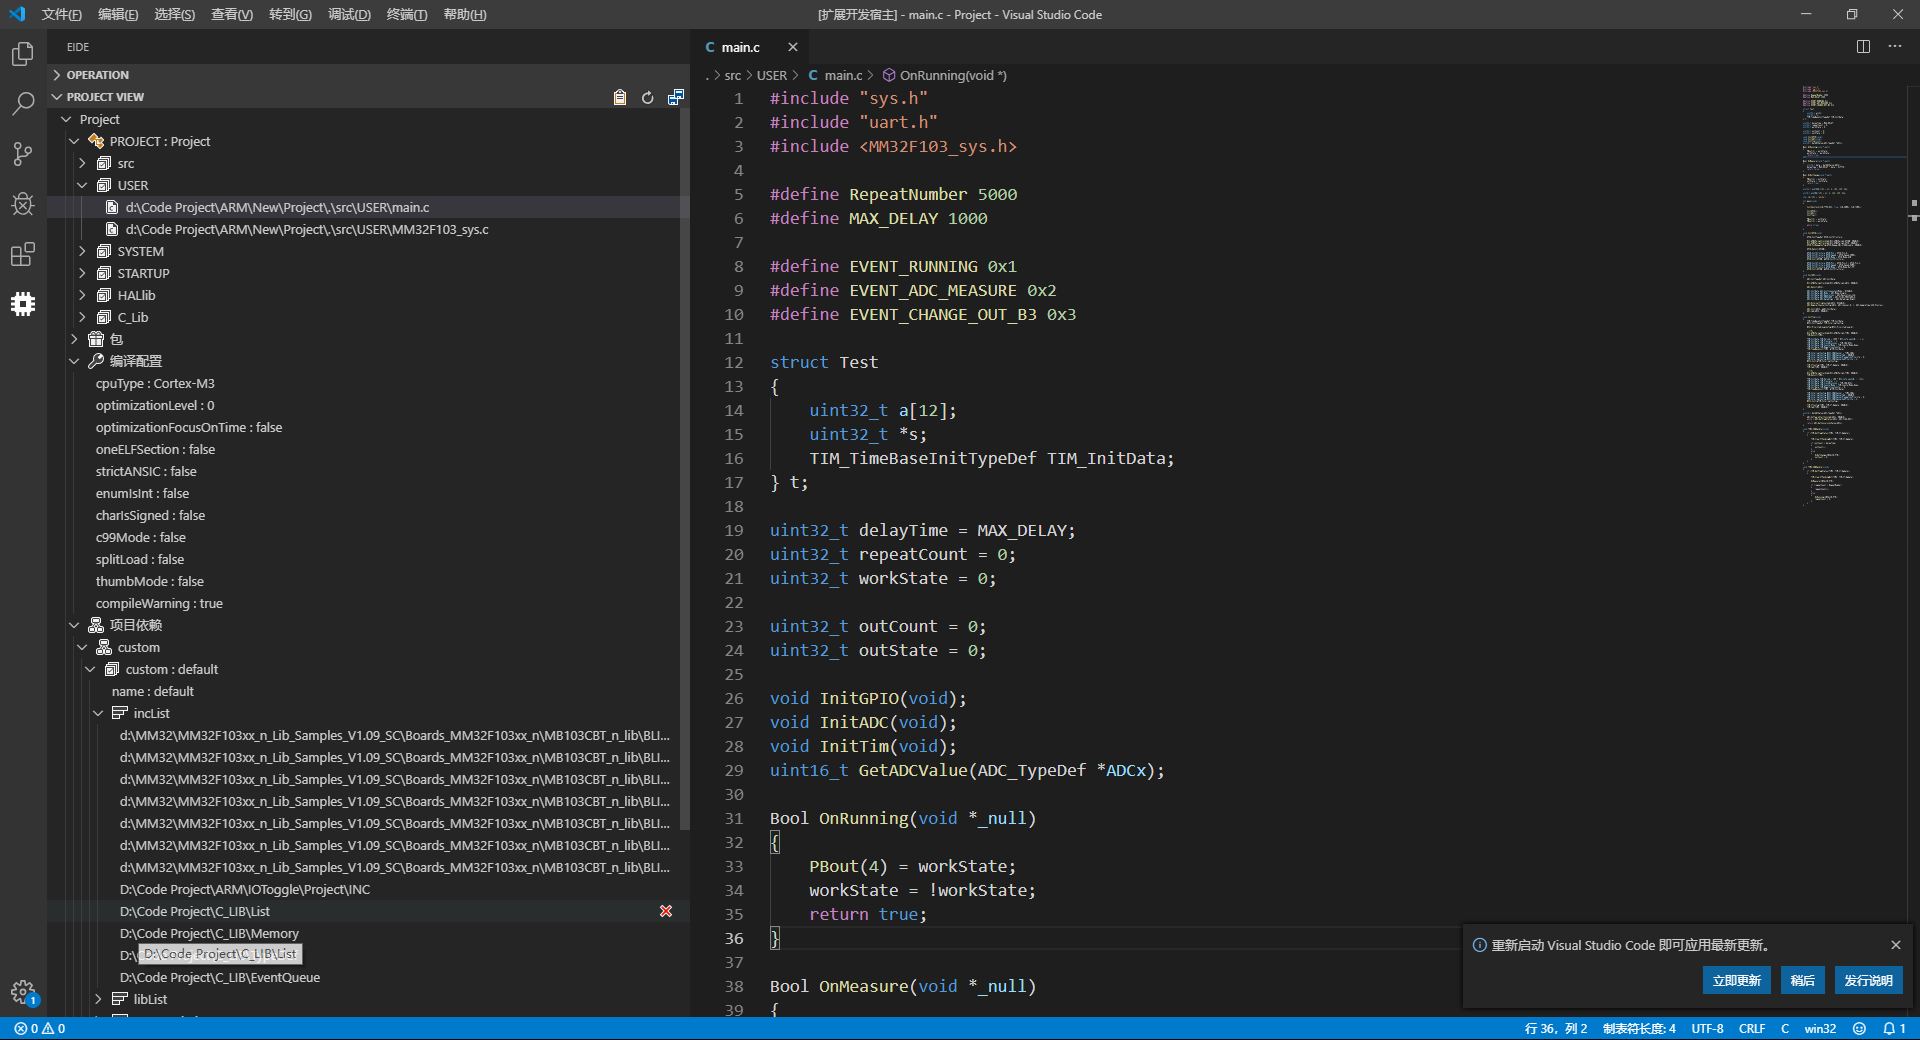 文件(F) 编辑(E) 选择(S) 查看(V) 转到(G) 调试(D) 终端(T) 帮助(H)
[扩展开发宿主] - main.c - Project - Visual Studio Code
EIDE
OPERATION
PROJECT VIEW
Project
PROJECT : Project
src
USER
d:\Code Project\ARM\New\Project\.\src\USER\main.c
d:\Code Project\ARM\New\Project\.\src\USER\MM32F103_sys.c
SYSTEM
STARTUP
HALlib
C_Lib
包
编译配置
cpuType : Cortex-M3
optimizationLevel : 0
optimizationFocusOnTime : false
oneELFSection : false
strictANSIC : false
enumIsInt : false
charIsSigned : false
c99Mode : false
splitLoad : false
thumbMode : false
compileWarning : true
项目依赖
custom
custom : default
name : default
incList
d:\MM32\MM32F103xx_n_Lib_Samples_V1.09_SC\Boards_MM32F103xx_n\MB103CBT_n_lib\BLI...
d:\MM32\MM32F103xx_n_Lib_Samples_V1.09_SC\Boards_MM32F103xx_n\MB103CBT_n_lib\BLI...
d:\MM32\MM32F103xx_n_Lib_Samples_V1.09_SC\Boards_MM32F103xx_n\MB103CBT_n_lib\BLI...
d:\MM32\MM32F103xx_n_Lib_Samples_V1.09_SC\Boards_MM32F103xx_n\MB103CBT_n_lib\BLI...
d:\MM32\MM32F103xx_n_Lib_Samples_V1.09_SC\Boards_MM32F103xx_n\MB103CBT_n_lib\BLI...
d:\MM32\MM32F103xx_n_Lib_Samples_V1.09_SC\Boards_MM32F103xx_n\MB103CBT_n_lib\BLI...
d:\MM32\MM32F103xx_n_Lib_Samples_V1.09_SC\Boards_MM32F103xx_n\MB103CBT_n_lib\BLI...
D:\Code Project\ARM\IOToggle\Project\INC
D:\Code Project\C_LIB\List
D:\Code Project\C_LIB\Memory
D:\Code Project\C_LIB\List
D:\Code Project\C_LIB\EventQueue
libList
C main.c
. > src > USER > C main.c > OnRunning(void *)
1 #include "sys.h"
2 #include "uart.h"
3 #include <MM32F103_sys.h>
4
5 #define RepeatNumber 5000
6 #define MAX_DELAY 1000
7
8 #define EVENT_RUNNING 0x1
9 #define EVENT_ADC_MEASURE 0x2
10 #define EVENT_CHANGE_OUT_B3 0x3
11
12 struct Test
13 {
14 uint32_t a[12];
15 uint32_t *s;
16 TIM_TimeBaseInitTypeDef TIM_InitData;
17 } t;
18
19 uint32_t delayTime = MAX_DELAY;
20 uint32_t repeatCount = 0;
21 uint32_t workState = 0;
22
23 uint32_t outCount = 0;
24 uint32_t outState = 0;
25
26 void InitGPIO(void);
27 void InitADC(void);
28 void InitTim(void);
29 uint16_t GetADCValue(ADC_TypeDef *ADCx);
30
31 Bool OnRunning(void *_null)
32 {
33 PBout(4) = workState;
34 workState = !workState;
35 return true;
36 }
37
38 Bool OnMeasure(void *_null)
39 {
重新启动 Visual Studio Code 即可应用最新更新。
立即更新 稍后 发行说明
1
0 0
行 36，列 2 制表符长度: 4 UTF-8 CRLF C win32 1